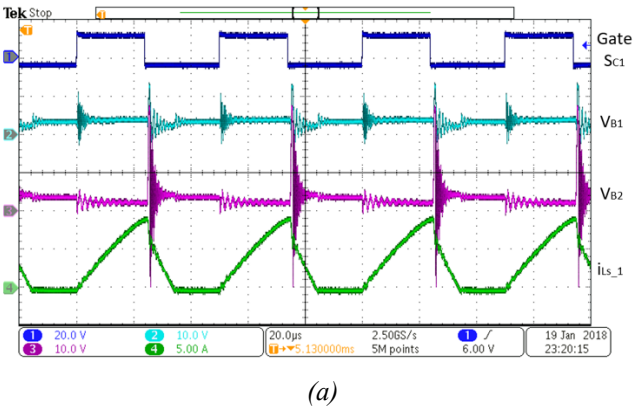 Tek Stop
T
T
1
Gate
SC1
2
VB1
3
VB2
4
iLs_1
1 20.0 V 2 10.0 V 20.0µs 2.50GS/s 1 19 Jan 2018
3 10.0 V 4 5.00 A T→▼5.130000ms 5M points 6.00 V 23:20:15
(a)